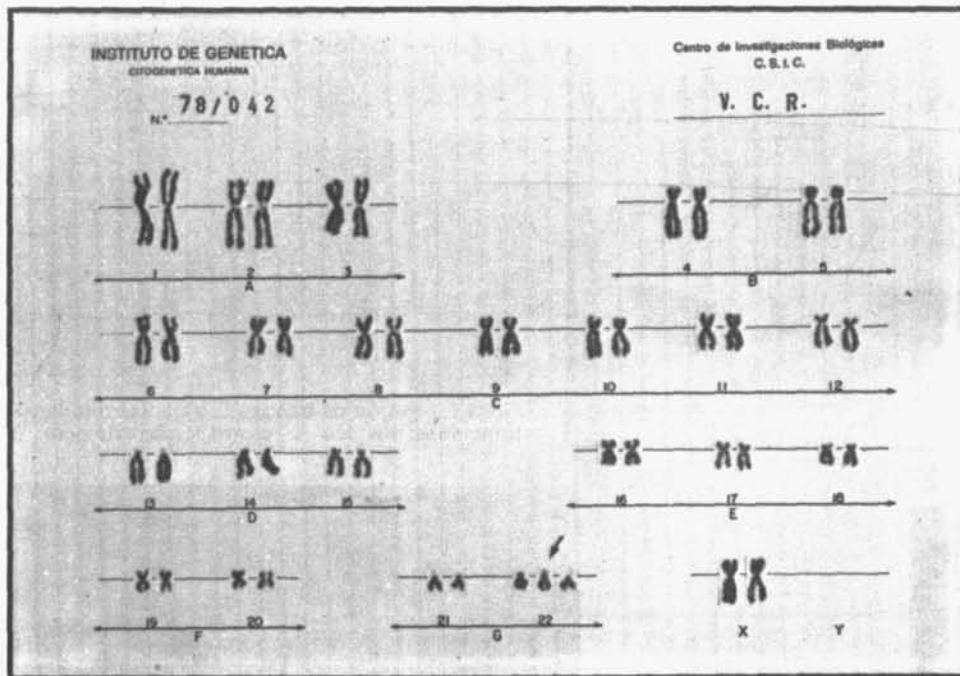 INSTITUTO DE GENETICA
CITOGENETICA HUMANA
N.º 78/042
Centro de Investigaciones Biológicas
C. S. I. C.
V. C. R.
1 2 3
A
4 5
B
6 7 8 9 10 11 12
C
13 14 15
D
16 17 18
E
19 20
F
21 22
G
X Y